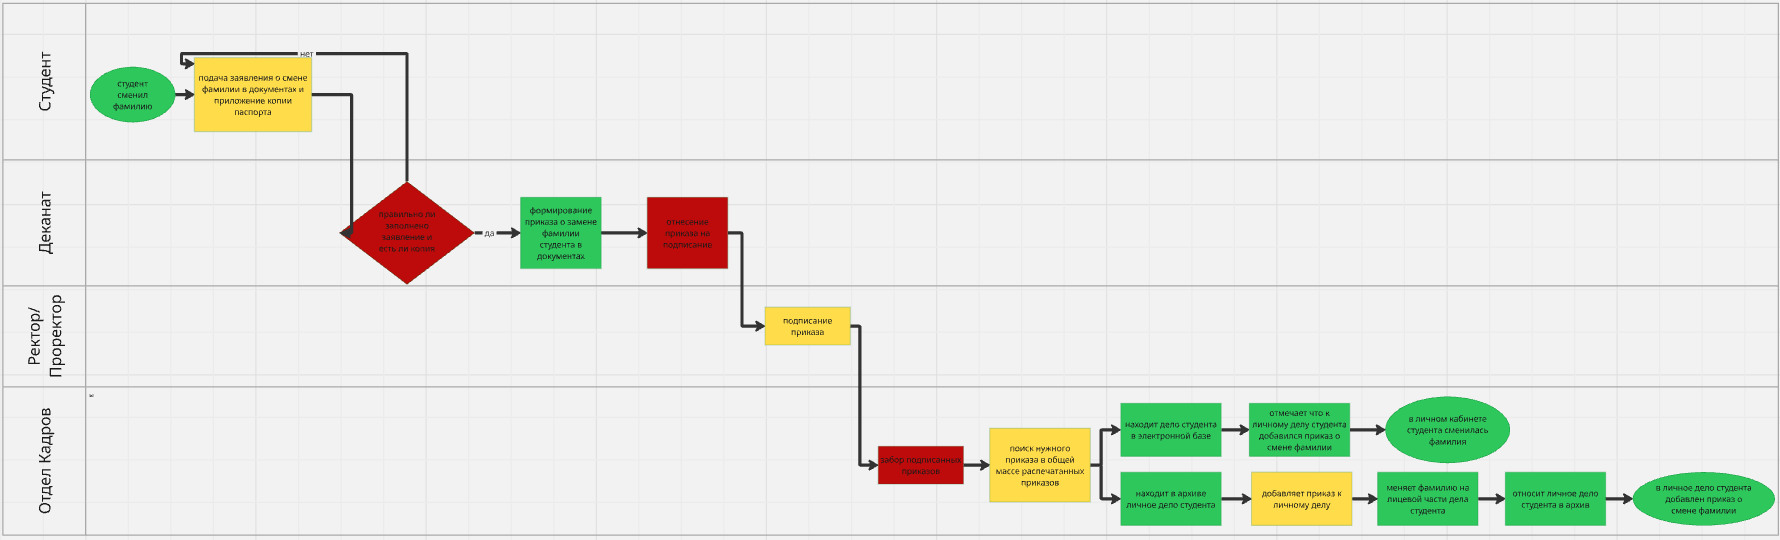 Студент
студент
сменил
фамилию
нет
подача заявления о смене
фамилии в документах и
приложение копии
паспорта
Деканат
правильно ли
заполнено
заявление и
есть ли копия
да
формирование
приказа о замене
фамилии
студента в
документах
отнесение
приказа на
подписание
Ректор/
Проректор
подписание
приказа
Отдел Кадров
забор подписанных
приказов
поиск нужного
приказа в общей
массе распечатанных
приказов
находит дело студента
в электронной базе
отмечает что к
личному делу студента
добавился приказ о
смене фамилии
в личном кабинете
студента сменилась
фамилия
находит в архиве
личное дело студента
добавляет приказ к
личному делу
меняет фамилию на
лицевой части дела
студента
относит личное дело
студента в архив
в личное дело студента
добавлен приказ о
смене фамилии